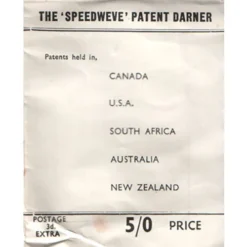 THE 'SPEEDWEVE' PATENT DARNER
Patents held in,
CANADA
U.S.A.
SOUTH AFRICA
AUSTRALIA
NEW ZEALAND
POSTAGE
3d.
EXTRA
5/0 PRICE